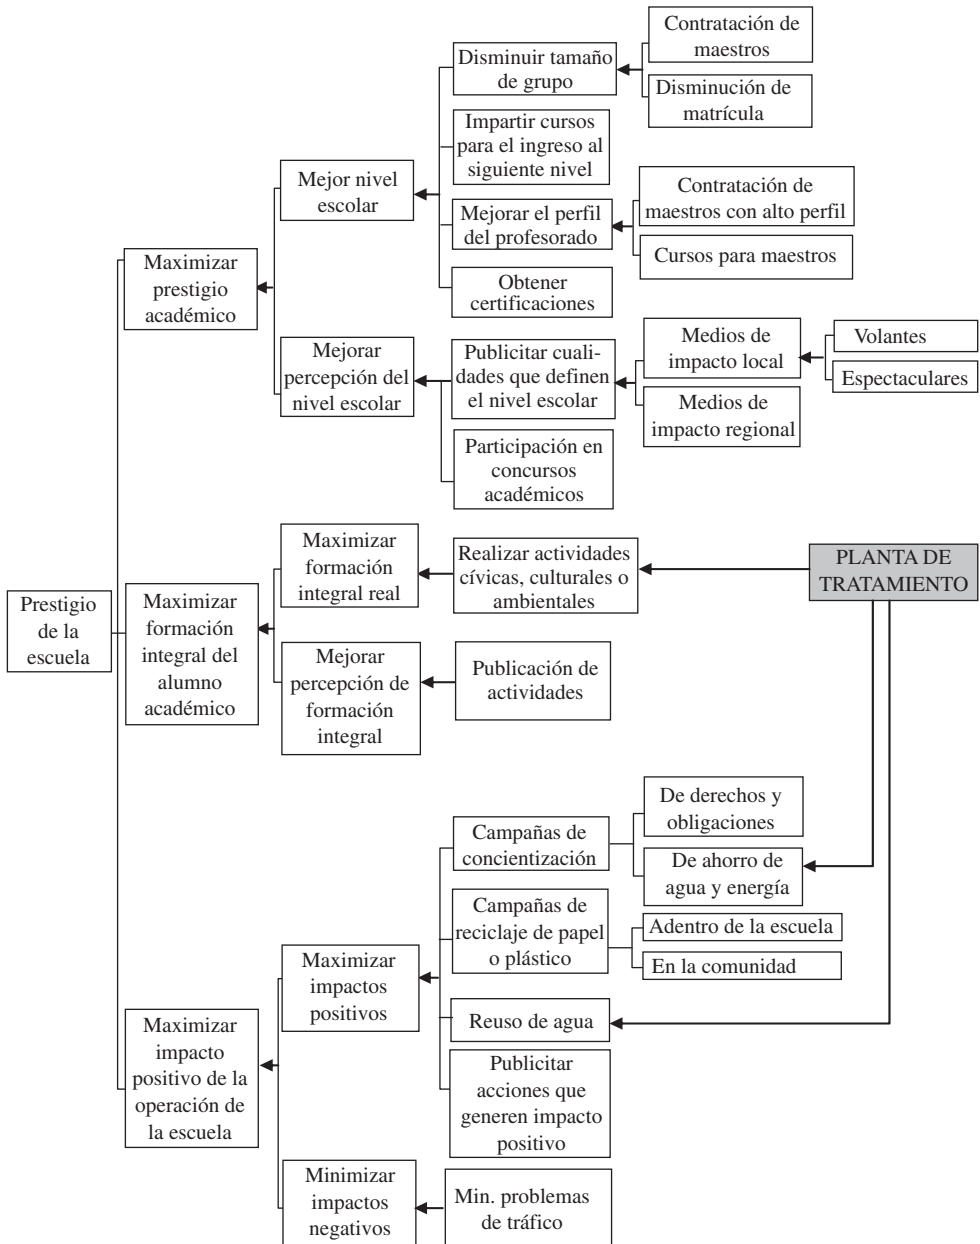 Contratación de
maestros
Disminuir tamaño
de grupo
Disminución de
matrícula
Impartir cursos
para el ingreso al
siguiente nivel
Mejor nivel
escolar
Contratación de
maestros con alto perfil
Mejorar el perfil
del profesorado
Cursos para maestros
Maximizar
prestigio
académico
Obtener
certificaciones
Mejorar
percepción del
nivel escolar
Publicitar cuali-
dades que definen
el nivel escolar
Medios de
impacto local
Volantes
Espectaculares
Medios de
impacto regional
Participación en
concursos
académicos
Maximizar
formación
integral real
Realizar actividades
cívicas, culturales o
ambientales
PLANTA DE
TRATAMIENTO
Prestigio
de la
escuela
Maximizar
formación
integral del
alumno
académico
Mejorar
percepción de
formación
integral
Publicación de
actividades
De derechos y
obligaciones
Campañas de
concientización
De ahorro de
agua y energía
Campañas de
reciclaje de papel
o plástico
Adentro de la escuela
En la comunidad
Maximizar
impactos
positivos
Reuso de agua
Maximizar
impacto
positivo de la
operación de
la escuela
Publicitar
acciones que
generen impacto
positivo
Minimizar
impactos
negativos
Min. problemas
de tráfico